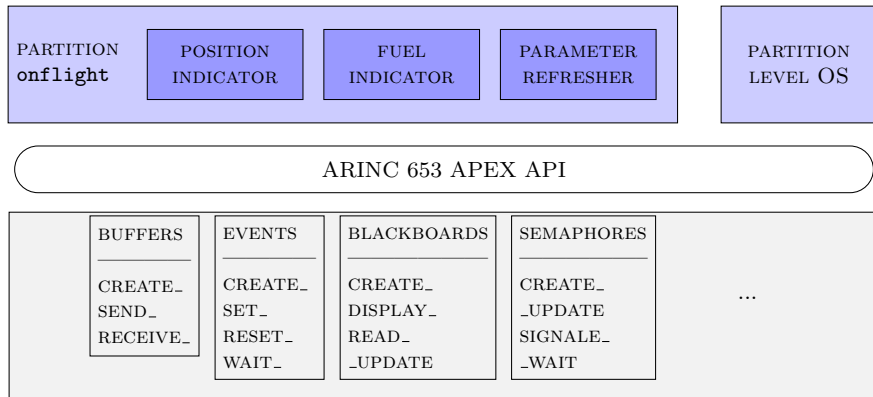 PARTITION
onflight
POSITION
INDICATOR
FUEL
INDICATOR
PARAMETER
REFRESHER
PARTITION
LEVEL OS
ARINC 653 APEX API
BUFFERS
CREATE_
SEND_
RECEIVE_
EVENTS
CREATE_
SET_
RESET_
WAIT_
BLACKBOARDS
CREATE_
DISPLAY_
READ_
_UPDATE
SEMAPHORES
CREATE_
_UPDATE
SIGNALE_
_WAIT
...